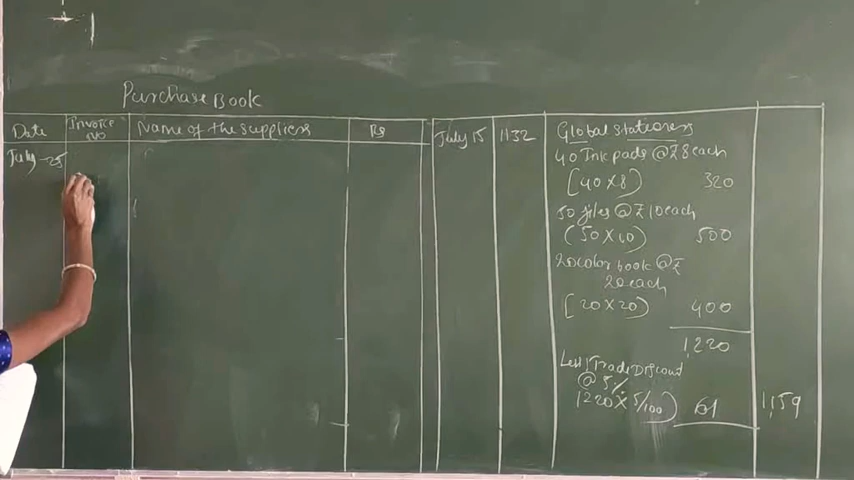 Purchase Book
Date
Invoice
No
Name of the Suppliers
Rs
July -25
July 15
1132
Global Stationers
40 Ink pads @ ₹8 each
(40 X 8) 320
50 files @ ₹10 each
(50 X 10) 500
20 color book @ ₹
20 each
(20 X 20) 400
1,220
Less Trade Discount
@ 5%
1220 X 5/100) 61 1,159